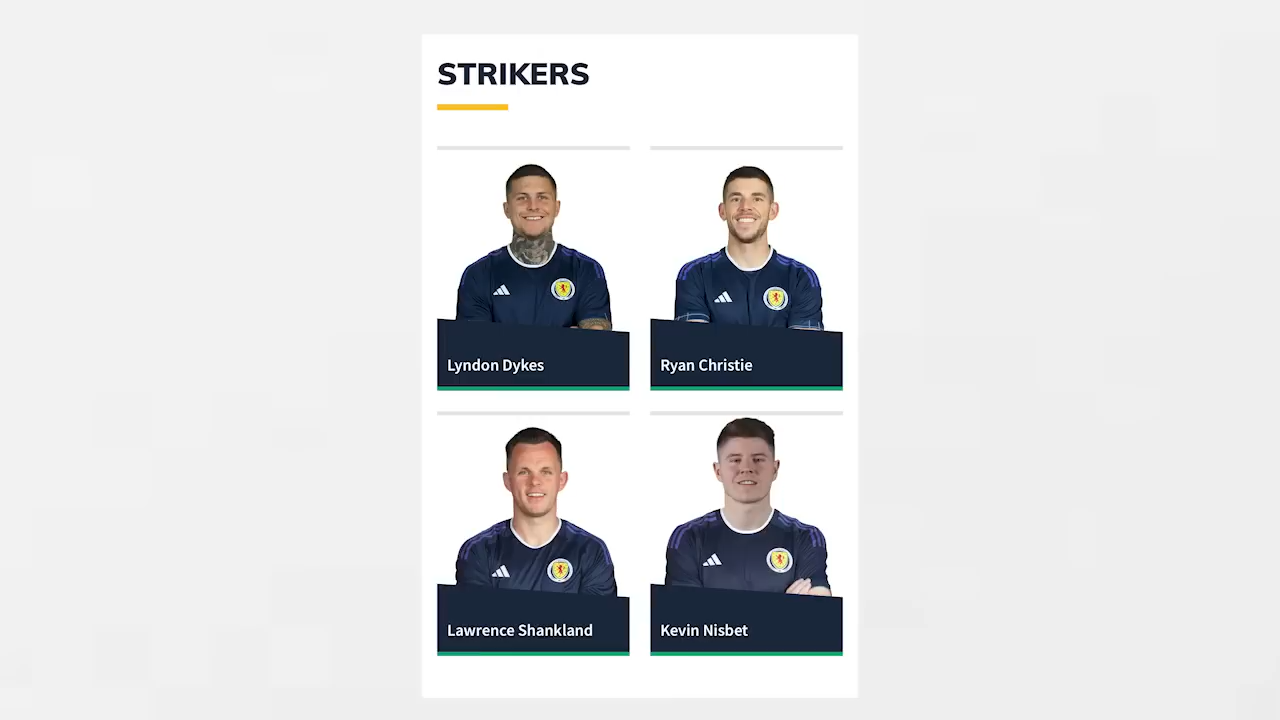 STRIKERS
Lyndon Dykes
Ryan Christie
Lawrence Shankland
Kevin Nisbet